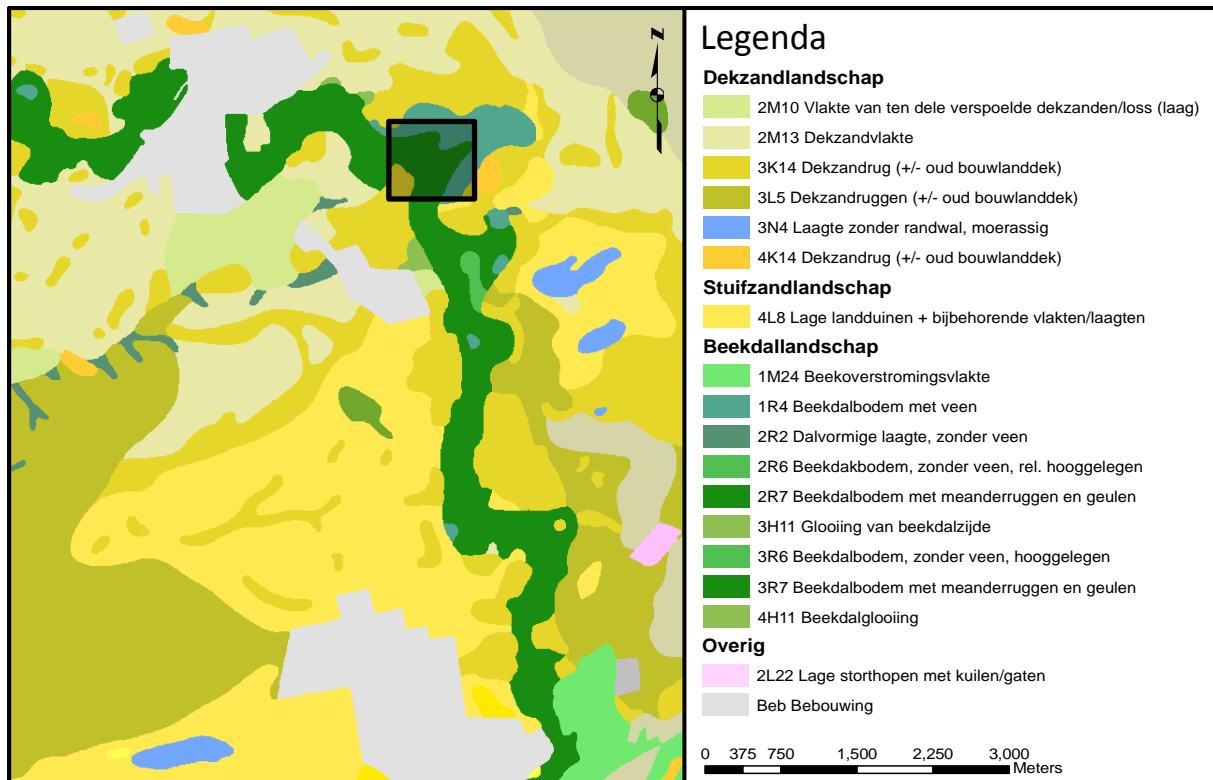 N
Legenda
Dekzandlandschap
2M10 Vlakte van ten dele verspoelde dekzanden/loss (laag)
2M13 Dekzandvlakte
3K14 Dekzandrug (+/- oud bouwlanddek)
3L5 Dekzandruggen (+/- oud bouwlanddek)
3N4 Laagte zonder randwal, moerassig
4K14 Dekzandrug (+/- oud bouwlanddek)
Stuifzandlandschap
4L8 Lage landduinen + bijbehorende vlakten/laagten
Beekdallandschap
1M24 Beekoverstromingsvlakte
1R4 Beekdalbodem met veen
2R2 Dalvormige laagte, zonder veen
2R6 Beekdakbodem, zonder veen, rel. hooggelegen
2R7 Beekdalbodem met meanderruggen en geulen
3H11 Glooiing van beekdalzijde
3R6 Beekdalbodem, zonder veen, hooggelegen
3R7 Beekdalbodem met meanderruggen en geulen
4H11 Beekdalglooiing
Overig
2L22 Lage storthopen met kuilen/gaten
Beb Bebouwing
0 375 750 1,500 2,250 3,000
Meters